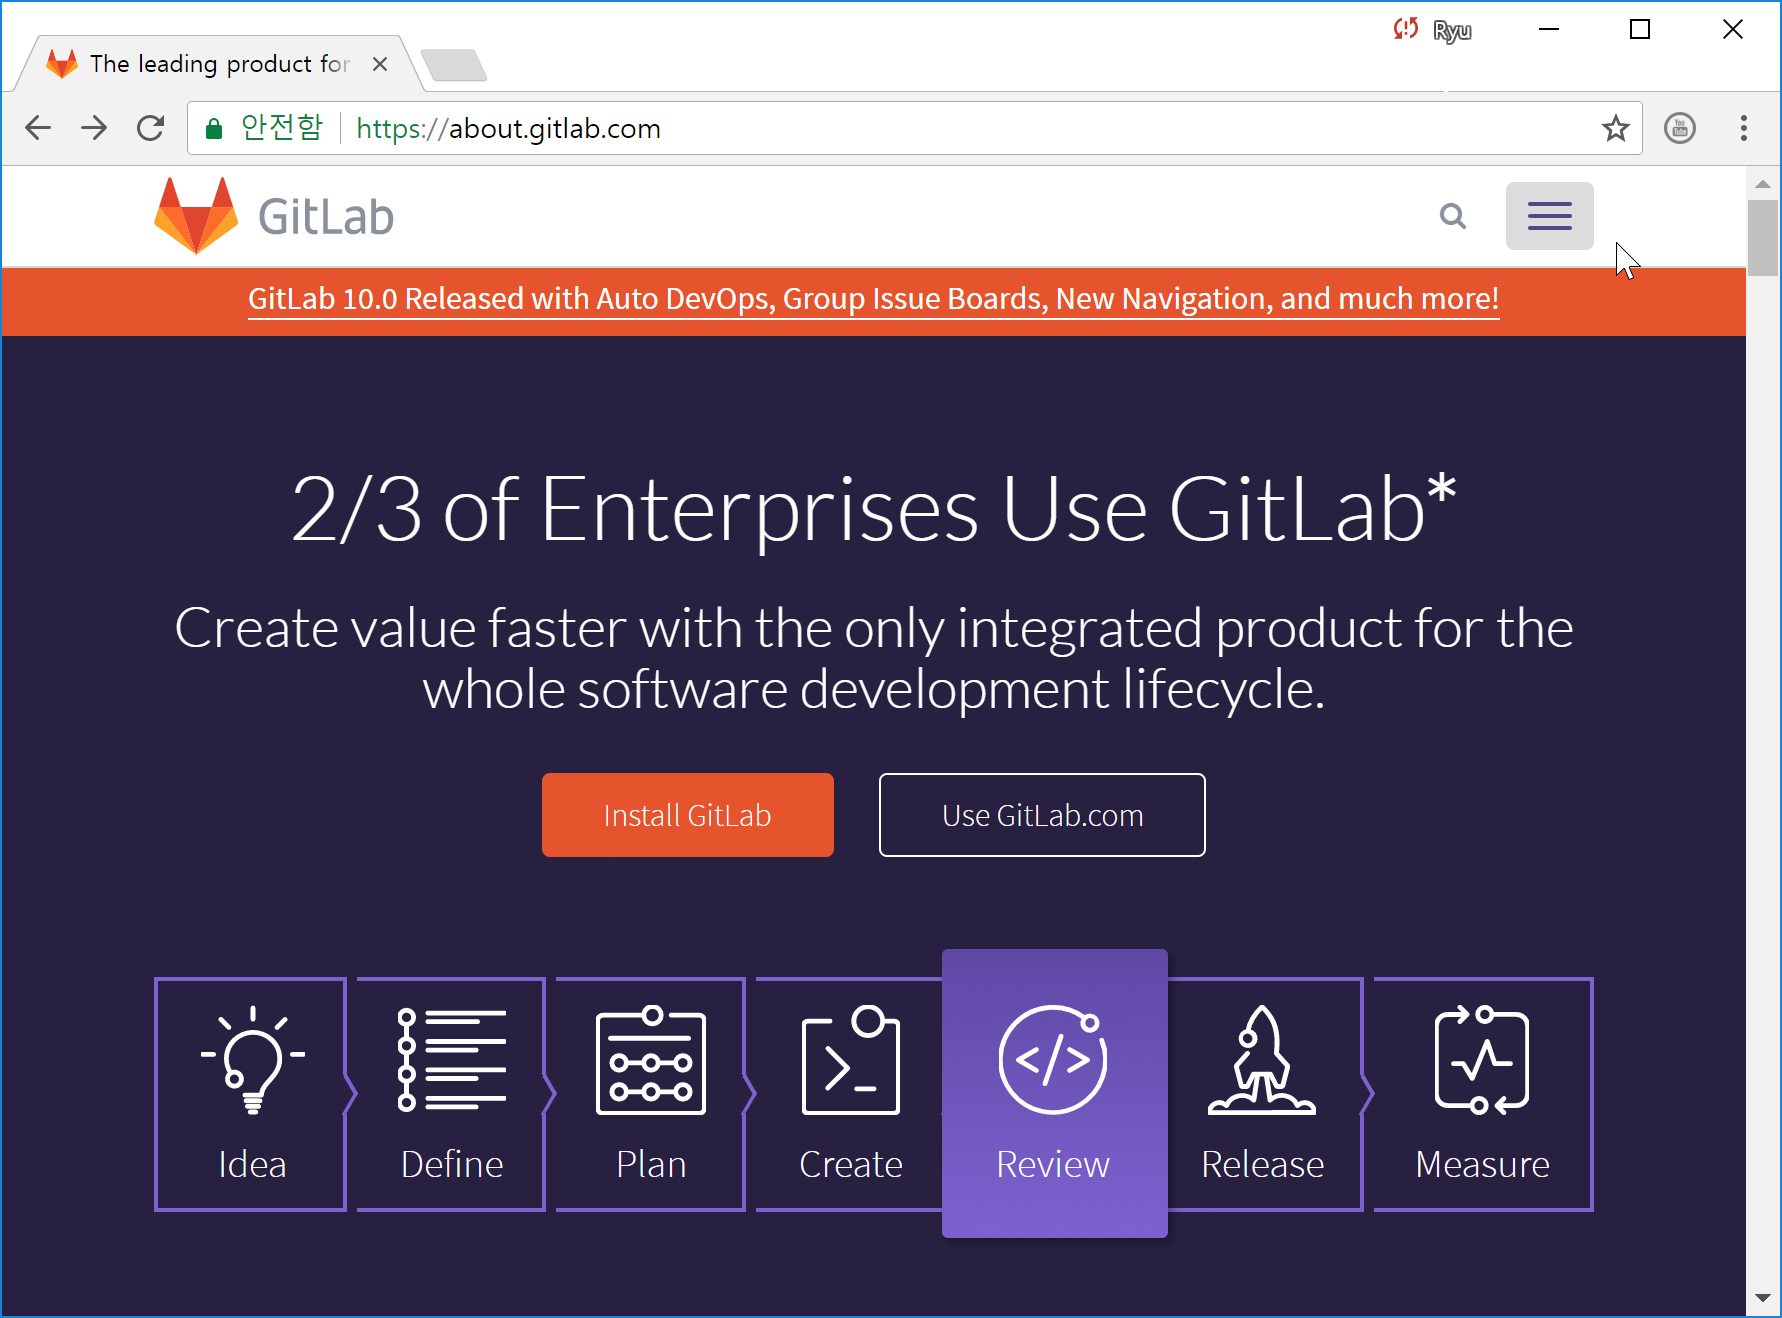 Ryu
The leading product for
안전함 https://about.gitlab.com
You
Tube
GitLab
GitLab 10.0 Released with Auto DevOps, Group Issue Boards, New Navigation, and much more!
2/3 of Enterprises Use GitLab*
Create value faster with the only integrated product for the
whole software development lifecycle.
Install GitLab
Use GitLab.com
Idea
Define
Plan
Create
Review
Release
Measure